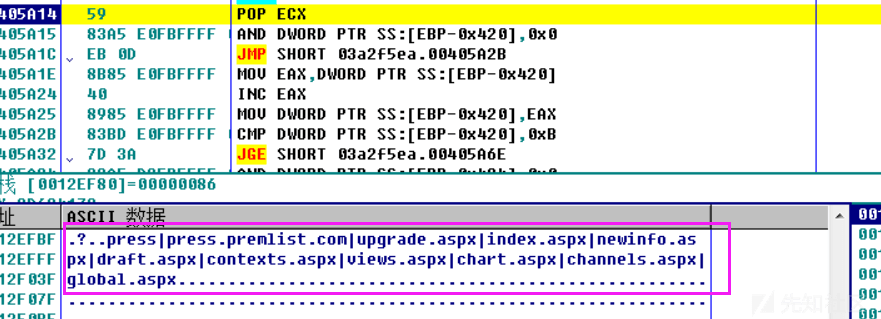 405A14 59 POP ECX
405A15 83A5 E0FBFFFF AND DWORD PTR SS:[EBP-0x420],0x0
405A1C EB 0D JMP SHORT 03a2f5ea.00405A2B
405A1E 8B85 E0FBFFFF MOV EAX,DWORD PTR SS:[EBP-0x420]
405A24 40 INC EAX
405A25 8985 E0FBFFFF MOV DWORD PTR SS:[EBP-0x420],EAX
405A2B 83BD E0FBFFFF CMP DWORD PTR SS:[EBP-0x420],0xB
405A32 7D 3A JGE SHORT 03a2f5ea.00405A6E
栈 [0012EF80]=00000086
址 ASCII 数据
12EFBF .?..press|press.premlist.com|upgrade.aspx|index.aspx|newinfo.as
12EFFF px|draft.aspx|contexts.aspx|views.aspx|chart.aspx|channels.aspx|
12F03F global.aspx.....................................................
12F07F ................................................................
先知